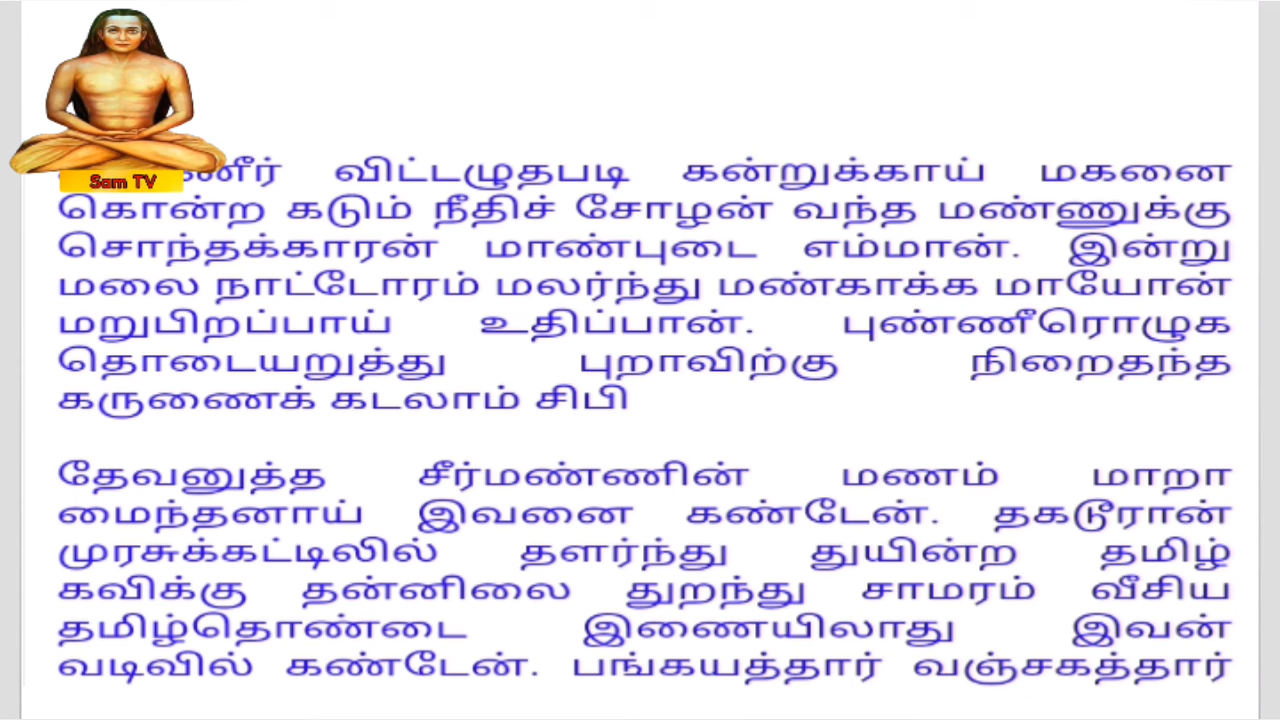 Sam TV
விட்டழுதபடி கன்றுக்காய் மகனை
கொன்ற கடும் நீதிச் சோழன் வந்த மண்ணுக்கு
சொந்தக்காரன் மாண்புடை எம்மான். இன்று
மலை நாட்டோரம் மலர்ந்து மண்காக்க மாயோன்
மறுபிறப்பாய் உதிப்பான். புண்ணீரொழுக
தொடையறுத்து புறாவிற்கு நிறைதந்த
கருணைக் கடலாம் சிபி
தேவனுத்த சீர்மண்ணின் மணம் மாறா
மைந்தனாய் இவனை கண்டேன். தகடூரான்
முரசுக்கட்டிலில் தளர்ந்து துயின்ற தமிழ்
கவிக்கு தன்னிலை துறந்து சாமரம் வீசிய
தமிழ்தொண்டை இணையிலாது இவன்
வடிவில் கண்டேன். பங்கயத்தார் வஞ்சகத்தார்